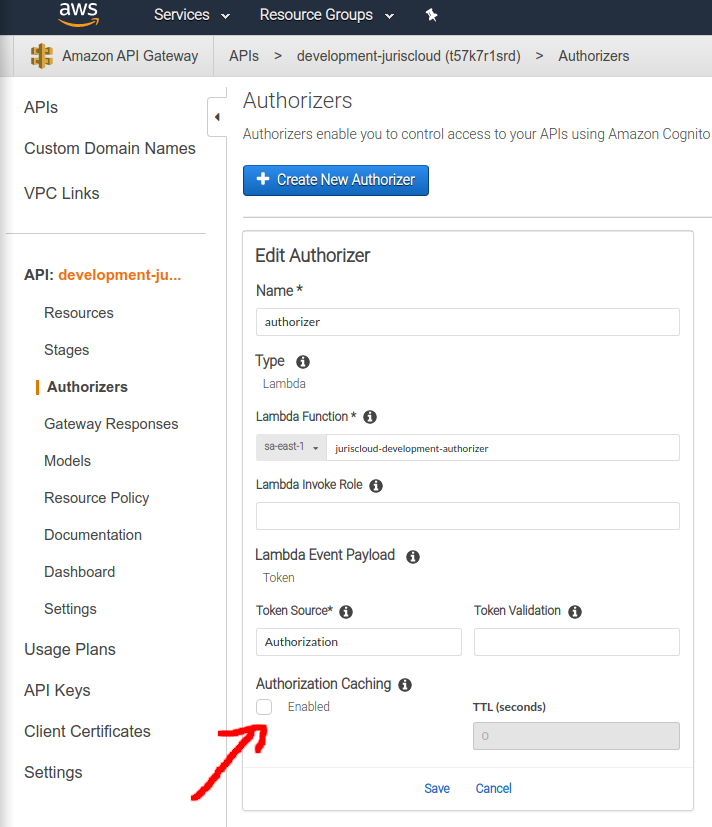 aws
Services
Resource Groups
Amazon API Gateway
APIs > development-juriscloud (t57k7r1srd) > Authorizers
APIs
Custom Domain Names
VPC Links
API: development-ju...
Resources
Stages
Authorizers
Gateway Responses
Models
Resource Policy
Documentation
Dashboard
Settings
Usage Plans
API Keys
Client Certificates
Settings
Authorizers
Authorizers enable you to control access to your APIs using Amazon Cognito
+ Create New Authorizer
Edit Authorizer
Name *
authorizer
Type
Lambda
Lambda Function *
sa-east-1 juriscloud-development-authorizer
Lambda Invoke Role
Lambda Event Payload
Token
Token Source* Token Validation
Authorization
Authorization Caching
Enabled TTL (seconds)
0
Save Cancel